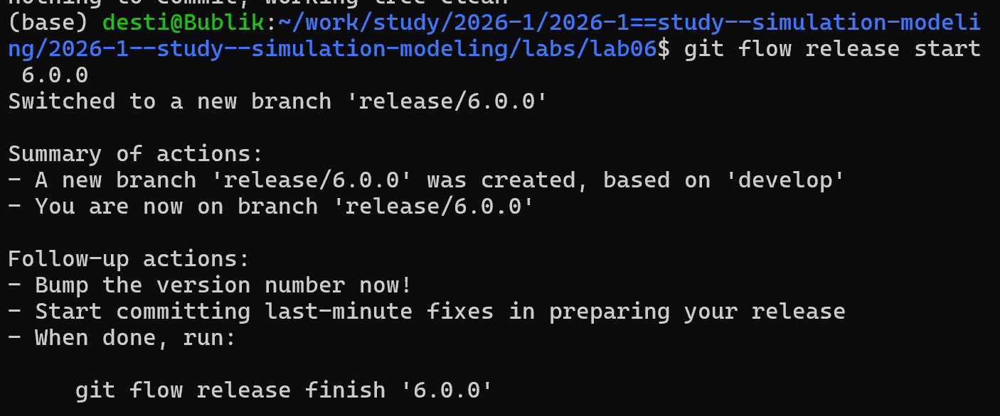 nothing to commit, working tree clean
(base) desti@Bublik:~/work/study/2026-1/2026-1==study--simulation-modeli
ng/2026-1--study--simulation-modeling/labs/lab06$ git flow release start
 6.0.0
Switched to a new branch 'release/6.0.0'

Summary of actions:
- A new branch 'release/6.0.0' was created, based on 'develop'
- You are now on branch 'release/6.0.0'

Follow-up actions:
- Bump the version number now!
- Start committing last-minute fixes in preparing your release
- When done, run:

     git flow release finish '6.0.0'